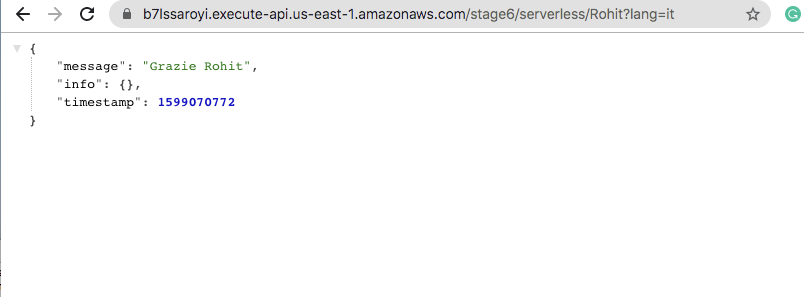 b7lssaroyi.execute-api.us-east-1.amazonaws.com/stage6/serverless/Rohit?lang=it
{
"message": "Grazie Rohit",
"info": {},
"timestamp": 1599070772
}